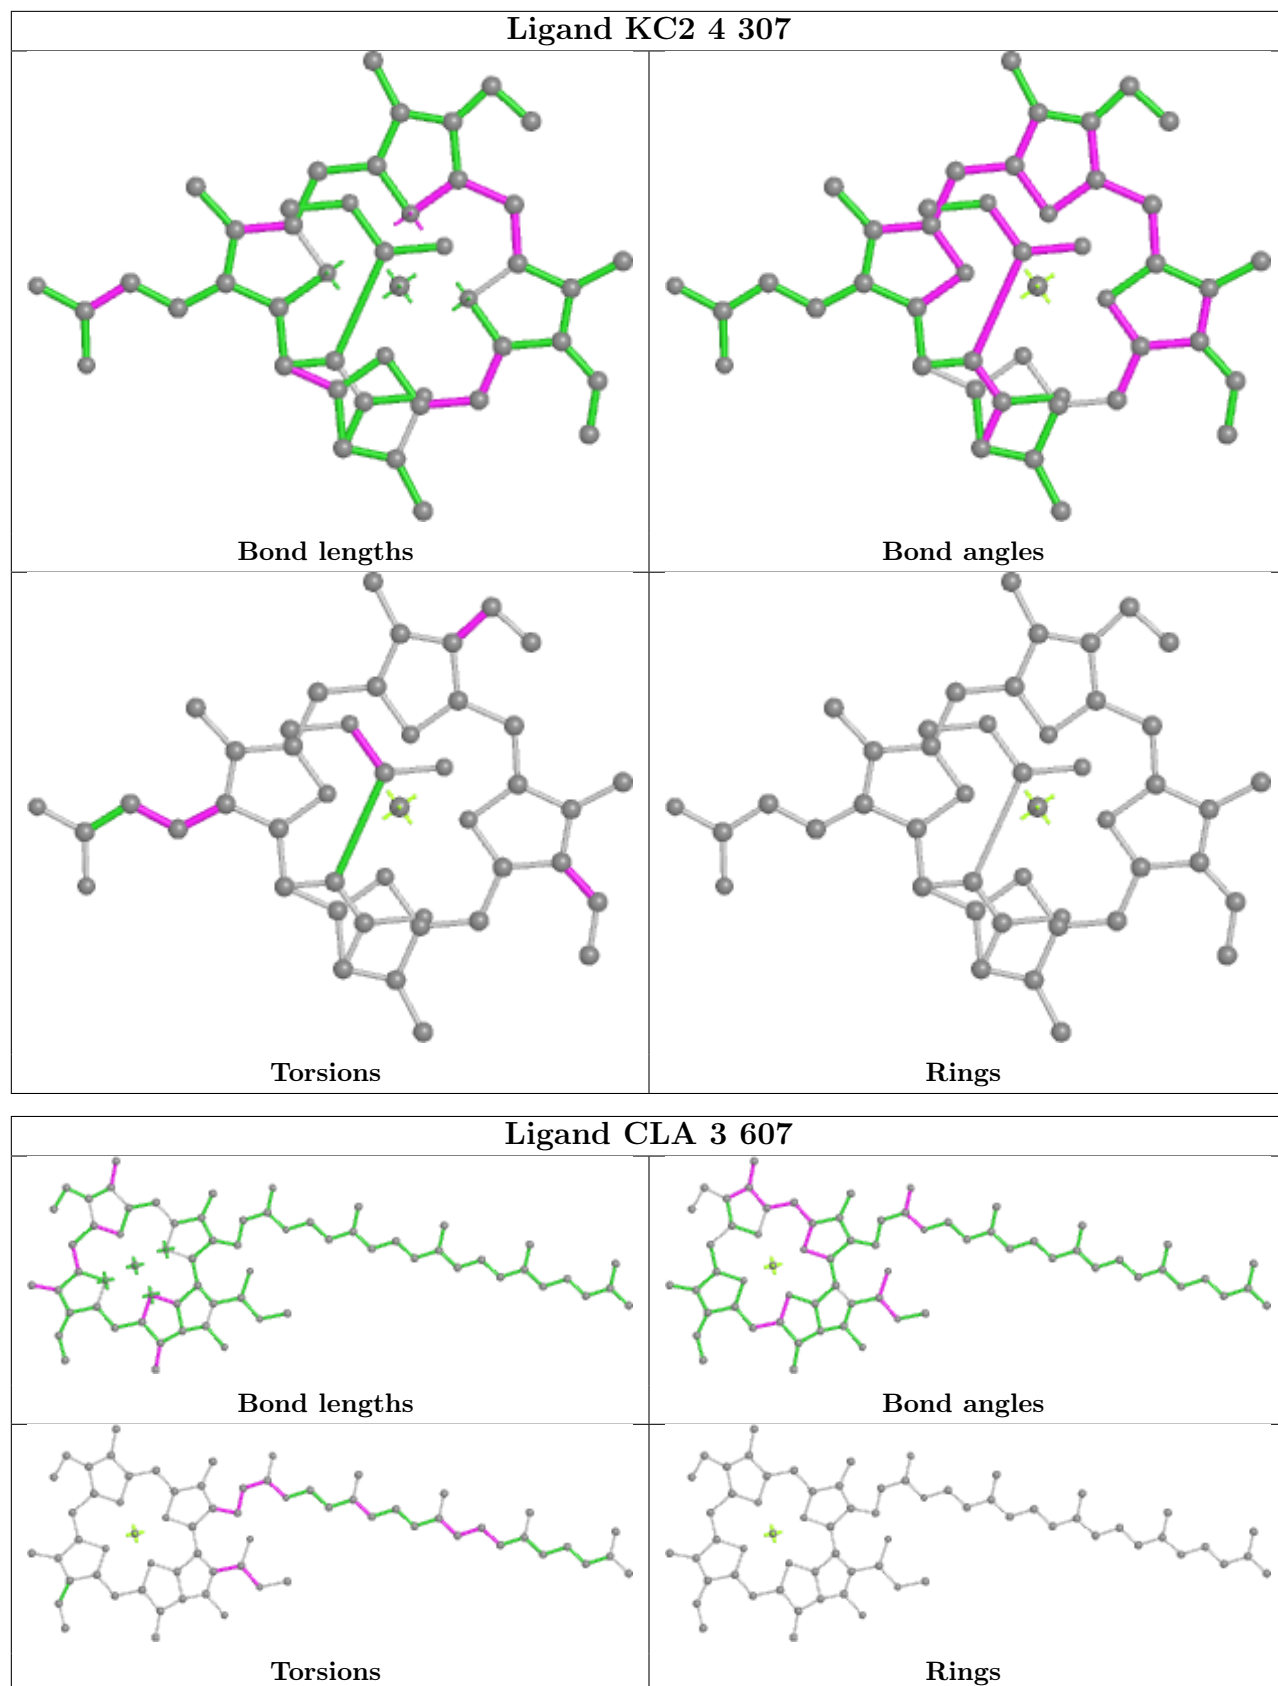 Ligand KC2 4 307
Bond lengths
Bond angles
Torsions
Rings
Ligand CLA 3 607
Bond lengths
Bond angles
Torsions
Rings